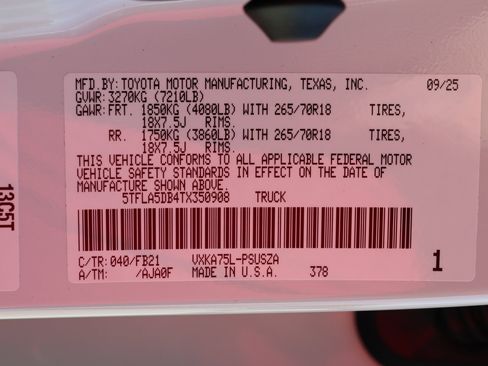 MFD.BY:TOYOTA MOTOR MANUFACTURING, TEXAS, INC. 09/25
GVWR:3270KG (7210LB)
GAWR:FRT. 1850KG (4080LB) WITH 265/70R18 TIRES,
18X7.5J RIMS.
RR. 1750KG (3860LB) WITH 265/70R18 TIRES,
18X7.5J RIMS.
THIS VEHICLE CONFORMS TO ALL APPLICABLE FEDERAL MOTOR
VEHICLE SAFETY STANDARDS IN EFFECT ON THE DATE OF
MANUFACTURE SHOWN ABOVE.
5TFLA5DB4TX350908 TRUCK
C/TR:040/FB21 VXKA75L-PSUSZA
A/TM: /AJA0F MADE IN U.S.A. 378 1
13C5T